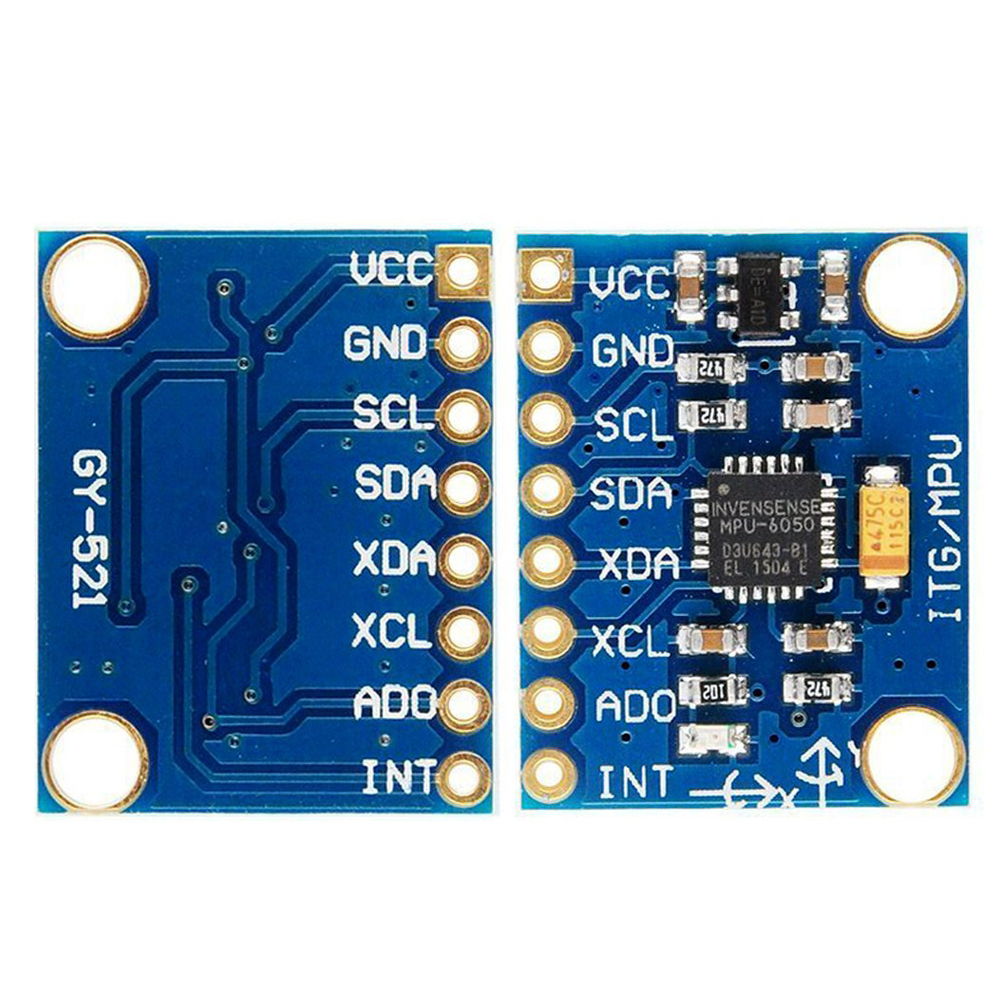 VCC
GND
SCL
SDA
XDA
XCL
ADO
INT
GY-521
VCC
GND
SCL
SDA
XDA
XCL
ADO
INT
472
472
INVENSENSE
MPU-6050
D3U643-B1
EL 1504 E
475C
ITG/MPU
102
472
X
Y